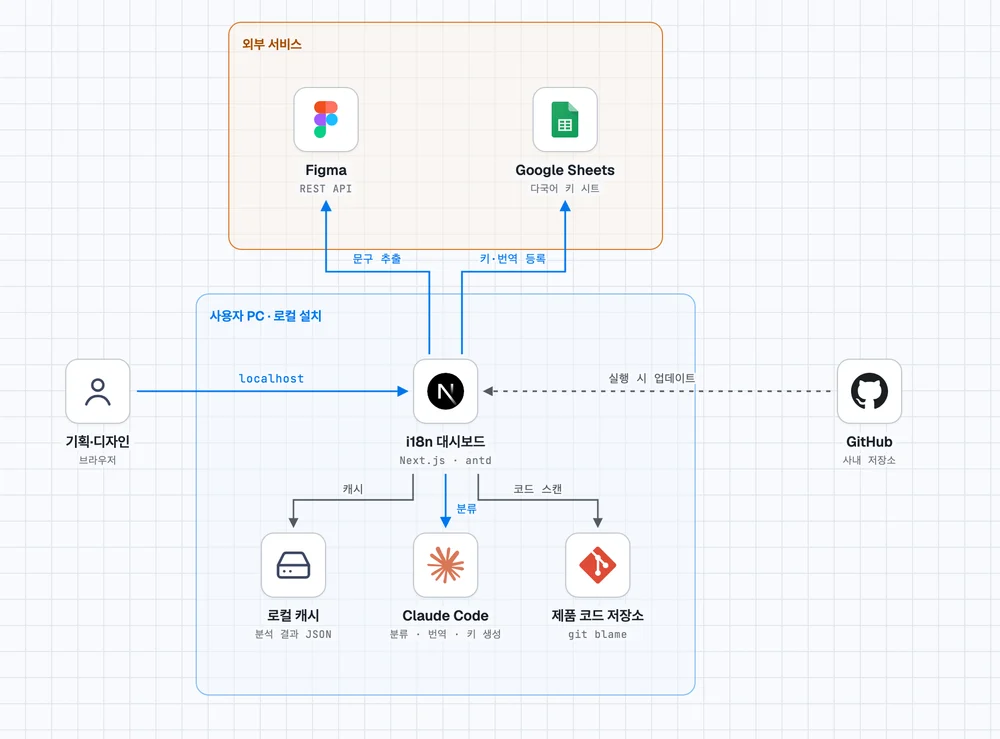 외부 서비스
Figma
REST API
Google Sheets
다국어 키 시트
문구 추출
키·번역 등록
사용자 PC · 로컬 설치
localhost
실행 시 업데이트
기획·디자인
브라우저
i18n 대시보드
Next.js · antd
GitHub
사내 저장소
캐시
분류
코드 스캔
로컬 캐시
분석 결과 JSON
Claude Code
분류 · 번역 · 키 생성
제품 코드 저장소
git blame